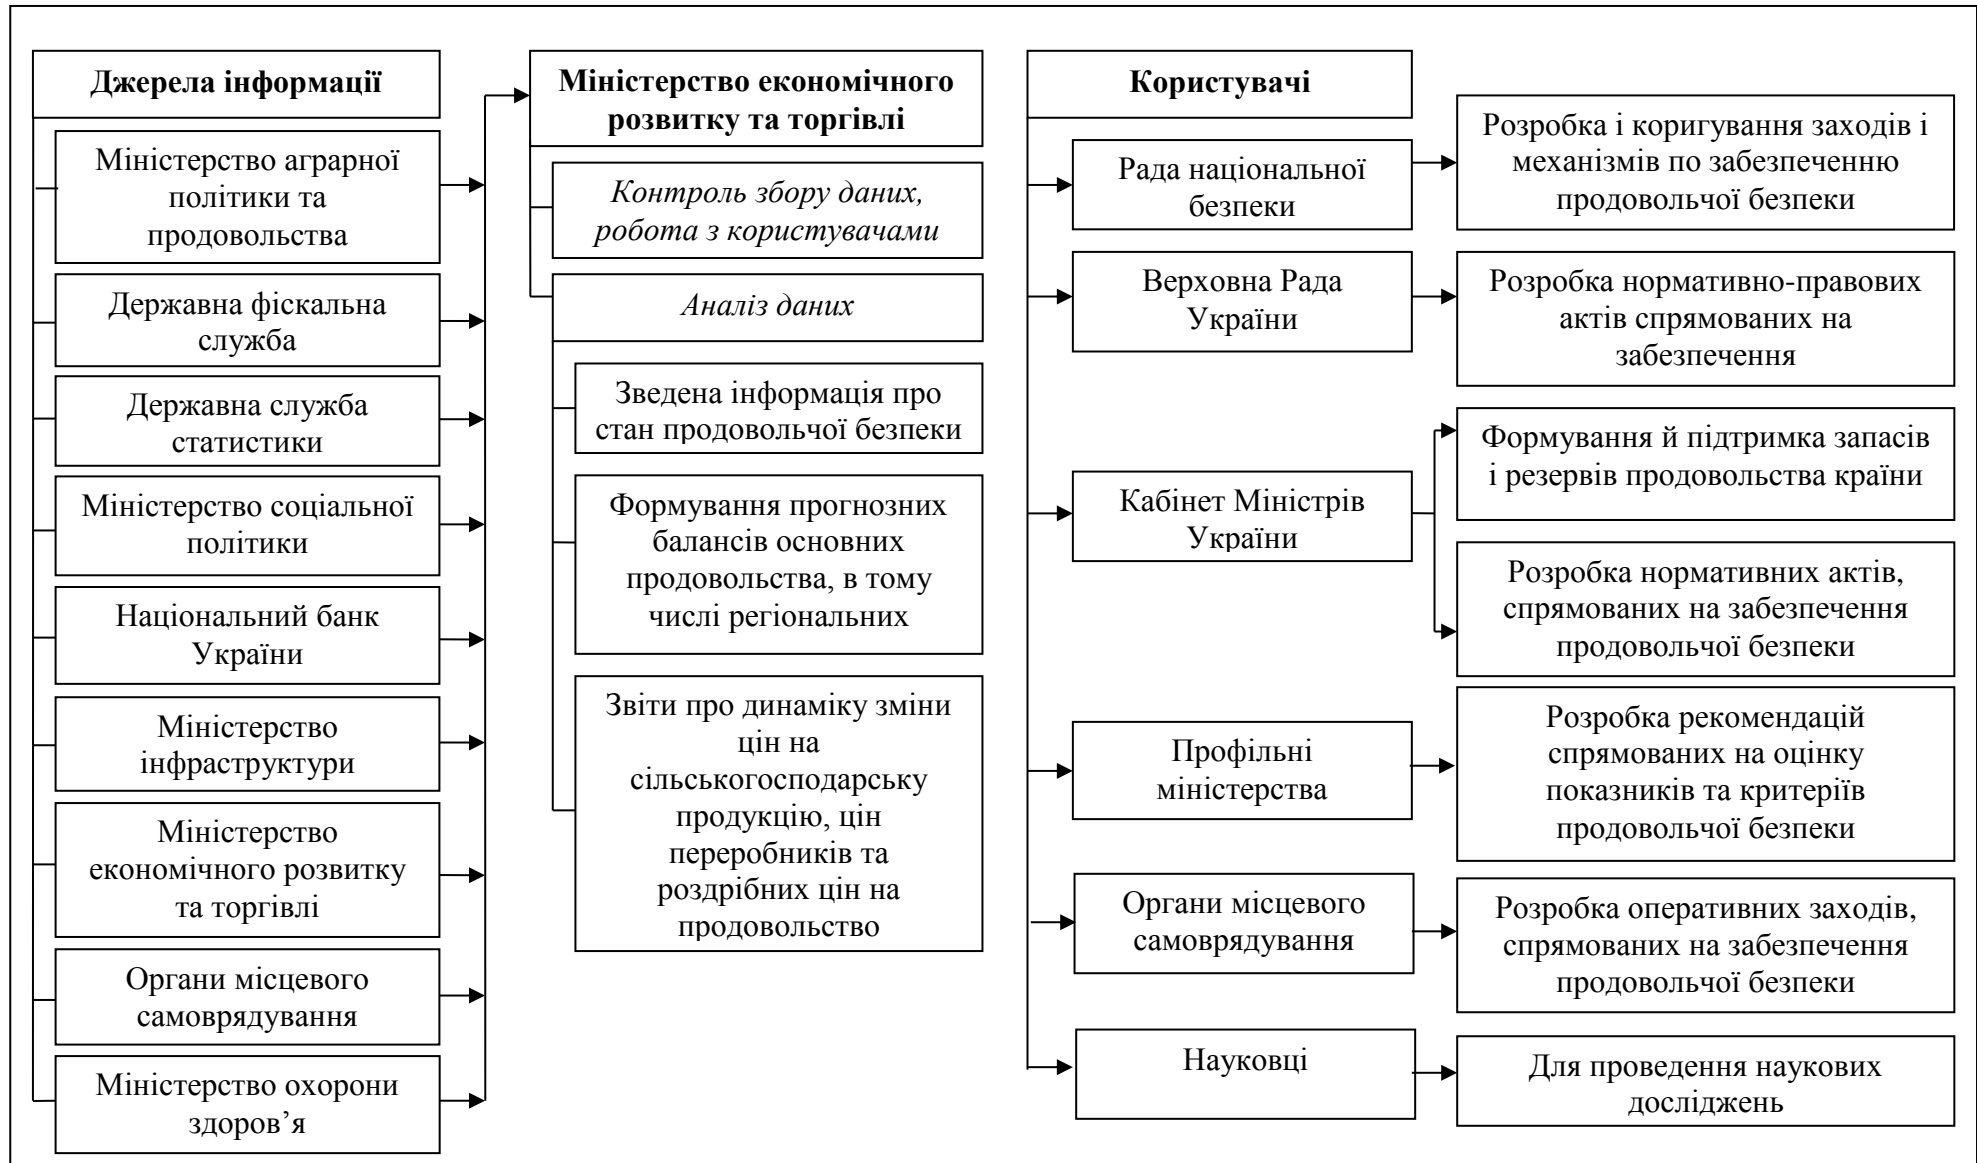 Джерела інформації
Міністерство аграрної
політики та
продовольства
Державна фіскальна
служба
Державна служба
статистики
Міністерство соціальної
політики
Національний банк
України
Міністерство
інфраструктури
Міністерство
економічного розвитку
та торгівлі
Органи місцевого
самоврядування
Міністерство охорони
здоров’я
Міністерство економічного
розвитку та торгівлі
Контроль збору даних,
робота з користувачами
Аналіз даних
Зведена інформація про
стан продовольчої безпеки
Формування прогнозних
балансів основних
продовольства, в тому
числі регіональних
Звіти про динаміку зміни
цін на
сільськогосподарську
продукцію, цін
переробників та
роздрібних цін на
продовольство
Користувачі
Рада національної
безпеки
Розробка і коригування заходів і
механізмів по забезпеченню
продовольчої безпеки
Верховна Рада
України
Розробка нормативно-правових
актів спрямованих на
забезпечення
Кабінет Міністрів
України
Формування й підтримка запасів
і резервів продовольства країни
Розробка нормативних актів,
спрямованих на забезпечення
продовольчої безпеки
Профільні
міністерства
Розробка рекомендацій
спрямованих на оцінку
показників та критеріїв
продовольчої безпеки
Органи місцевого
самоврядування
Розробка оперативних заходів,
спрямованих на забезпечення
продовольчої безпеки
Науковці
Для проведення наукових
досліджень